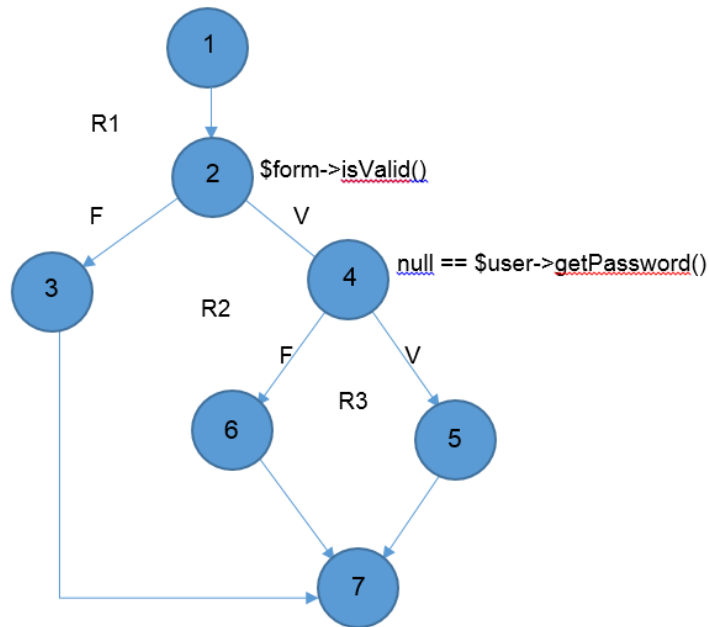 1
R1
2
$form->isValid()
F
V
3
4
null == $user->getPassword()
R2
F
V
R3
6
5
7